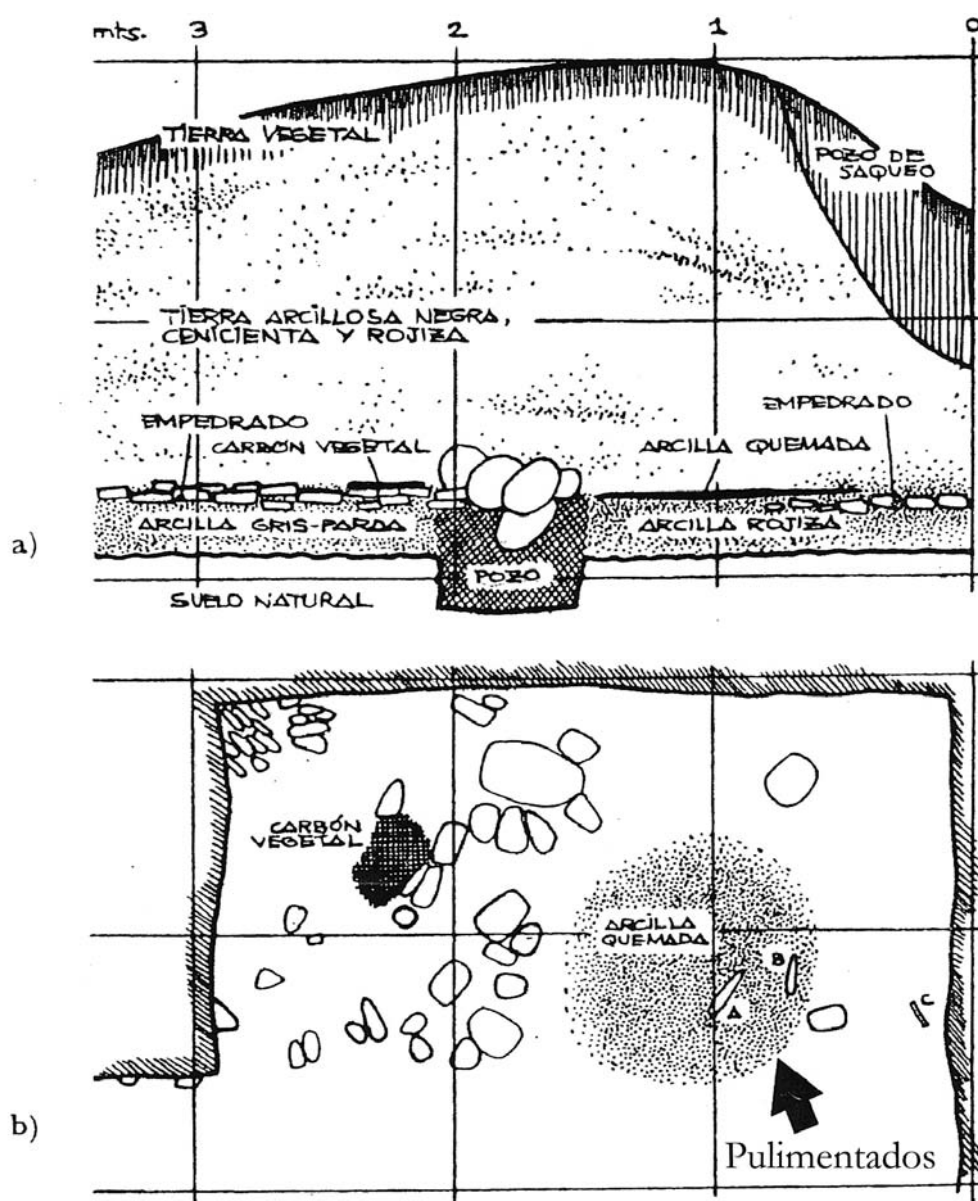 mts. 3 2 1 0
TIERRA VEGETAL
POZO DE
SAQUEO
TIERRA ARCILLOSA NEGRA,
CENICIENTA Y ROJIZA
EMPEDRADO
EMPEDRADO
CARBÓN VEGETAL
ARCILLA QUEMADA
ARCILLA GRIS-PARDA
ARCILLA ROJIZA
a)
POZO
SUELO NATURAL
CARBÓN
VEGETAL
ARCILLA
QUEMADA
B
C
A
b)
Pulimentados